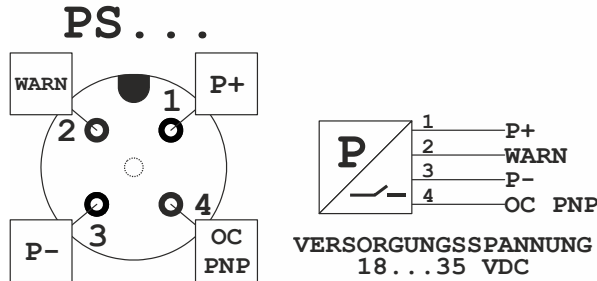 PS...
WARN
P+
1
2
3
4
P-
OC
PNP
P
1
P+
2
WARN
3
P-
4
OC PNP
VERSORGUNGSSPANNUNG
18...35 VDC